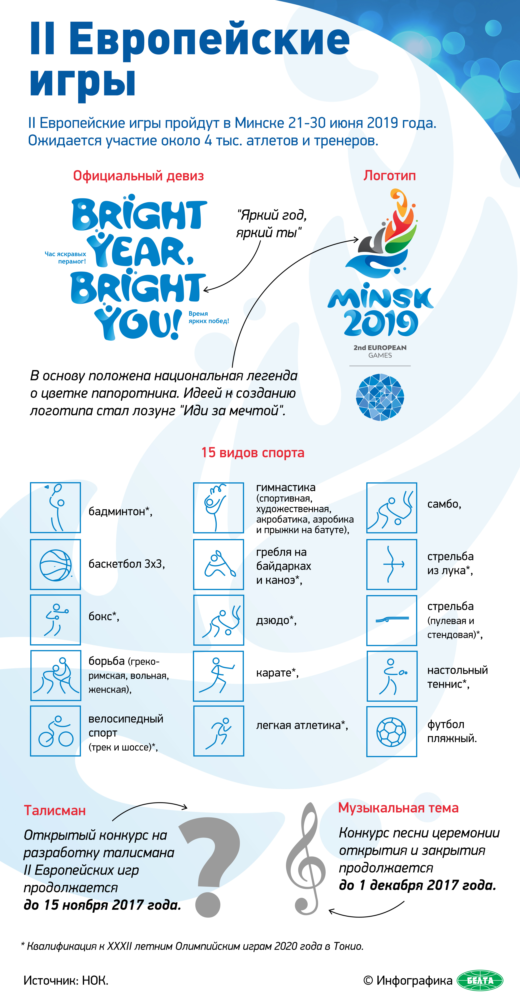 II Европейские
игры
II Европейские игры пройдут в Минске 21-30 июня 2019 года.
Ожидается участие около 4 тыс. атлетов и тренеров.
Официальный девиз
BRIGHT
YEAR,
BRIGHT
YOU!
Час яскравых
перамог!
Время
ярких побед!
"Яркий год,
яркий ты"
Логотип
MINSK
2019
2nd EUROPEAN
GAMES
В основу положена национальная легенда
о цветке папоротника. Идеей к созданию
логотипа стал лозунг "Иди за мечтой".
15 видов спорта
бадминтон*,
баскетбол 3х3,
бокс*,
борьба (греко-
римская, вольная,
женская),
велосипедный
спорт
(трек и шоссе)*,
гимнастика
(спортивная,
художественная,
акробатика, аэробика
и прыжки на батуте),
гребля на
байдарках
и каноэ*,
дзюдо*,
карате*,
легкая атлетика*,
самбо,
стрельба
из лука*,
стрельба
(пулевая и
стендовая)*,
настольный
теннис*,
футбол
пляжный.
Талисман
Открытый конкурс на
разработку талисмана
II Европейских игр
продолжается
до 15 ноября 2017 года.
?
Музыкальная тема
Конкурс песни церемонии
открытия и закрытия
продолжается
до 1 декабря 2017 года.
* Квалификация к XXXII летним Олимпийским играм 2020 года в Токио.
Источник: НОК.
© Инфографика БЕЛТА